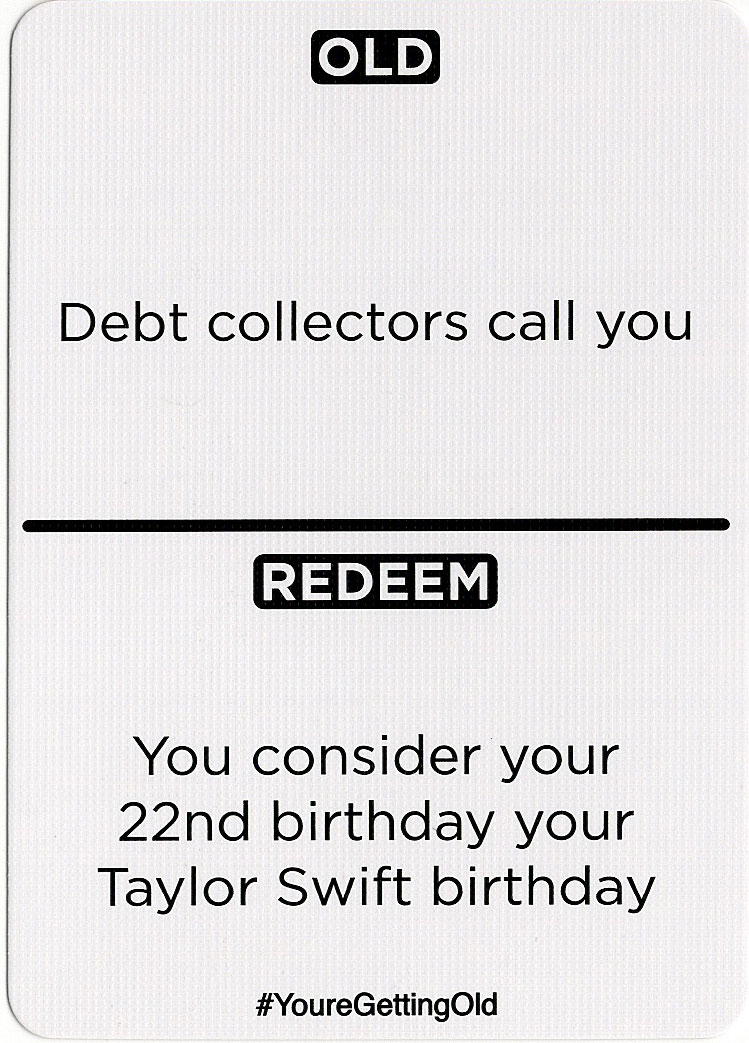 OLD
Debt collectors call you
REDEEM
You consider your
22nd birthday your
Taylor Swift birthday
#YoureGettingOld